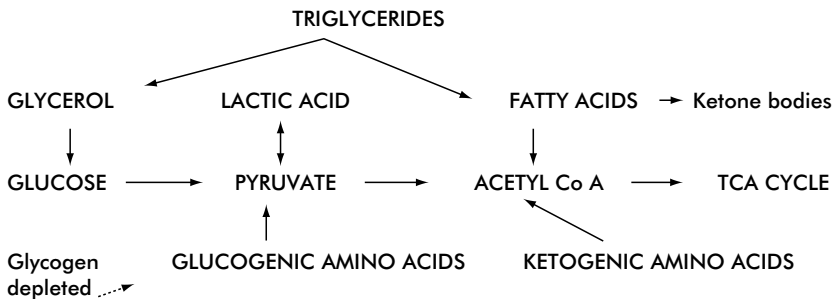 TRIGLYCERIDES
GLYCEROL LACTIC ACID FATTY ACIDS Ketone bodies
GLUCOSE PYRUVATE ACETYL Co A TCA CYCLE
Glycogen GLUCOGENIC AMINO ACIDS KETOGENIC AMINO ACIDS
depleted